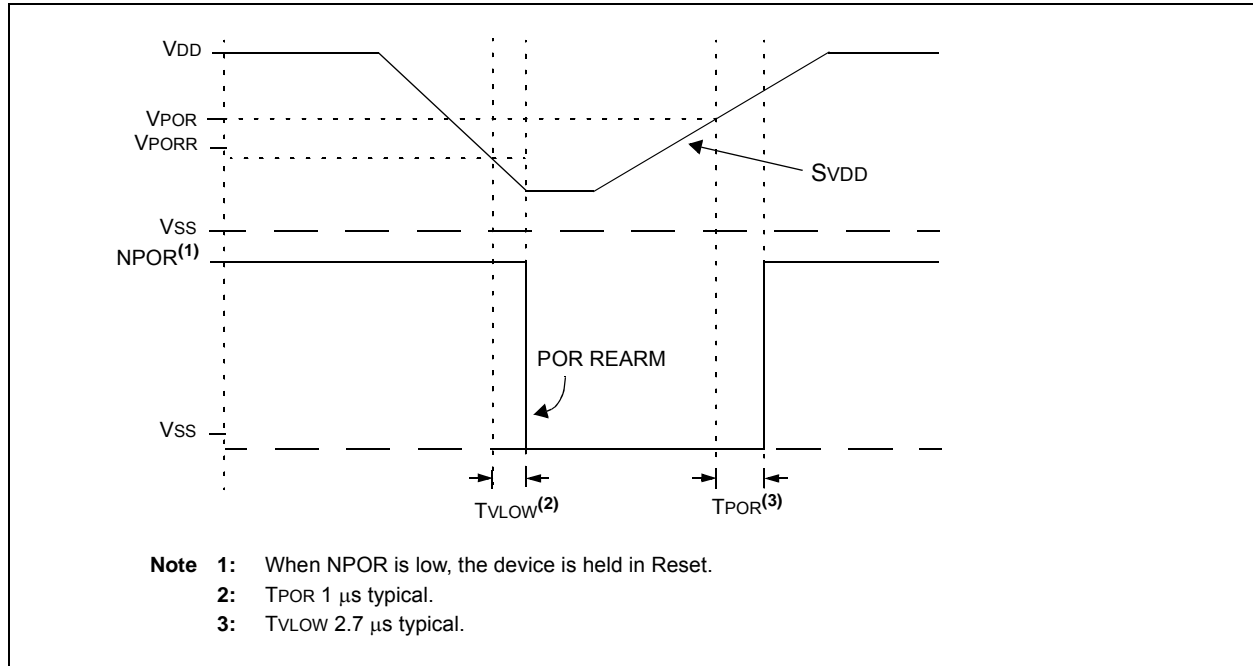 VDD
VPOR
VPORR
SVDD
VSS
NPOR(1)
POR REARM
VSS
TVLOW(2)
TPOR(3)
Note 1: When NPOR is low, the device is held in Reset.
2: TPOR 1 μs typical.
3: TVLOW 2.7 μs typical.